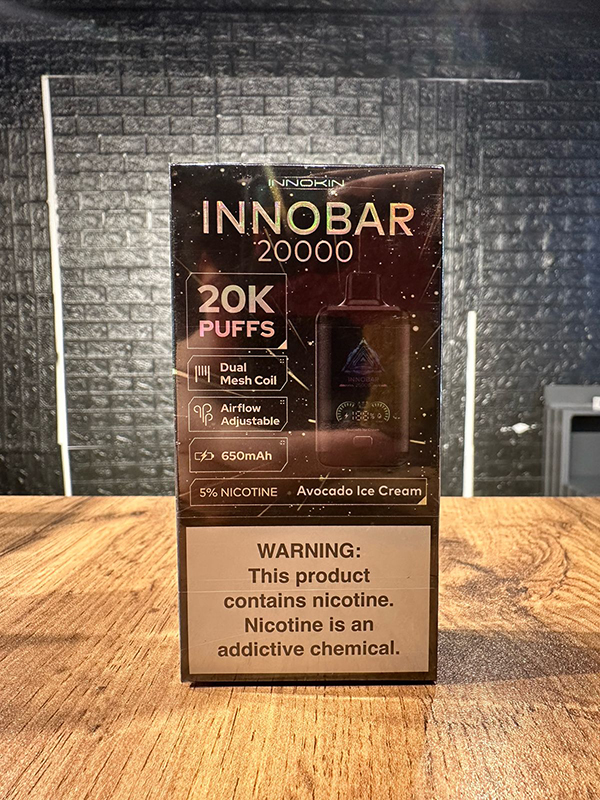 INNOKIN
INNOBAR
20000
20K
PUFFS
Dual
Mesh Coil
Airflow
Adjustable
650mAh
INNOBAR
5% NICOTINE
Avocado Ice Cream
WARNING:
This product
contains nicotine.
Nicotine is an
addictive chemical.